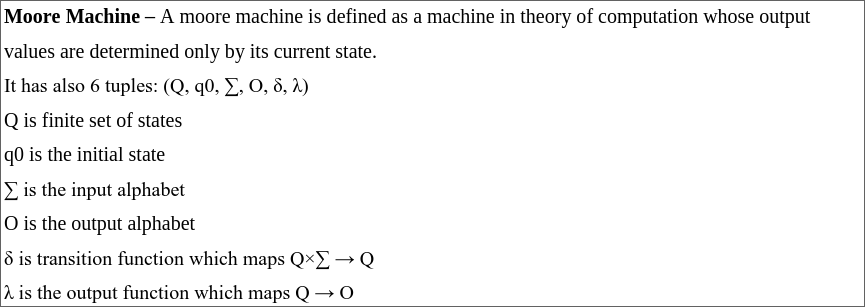 Moore Machine – A moore machine is defined as a machine in theory of computation whose output
values are determined only by its current state.
It has also 6 tuples: (Q, q0, ∑, O, δ, λ)
Q is finite set of states
q0 is the initial state
∑ is the input alphabet
O is the output alphabet
δ is transition function which maps Q×∑ → Q
λ is the output function which maps Q → O